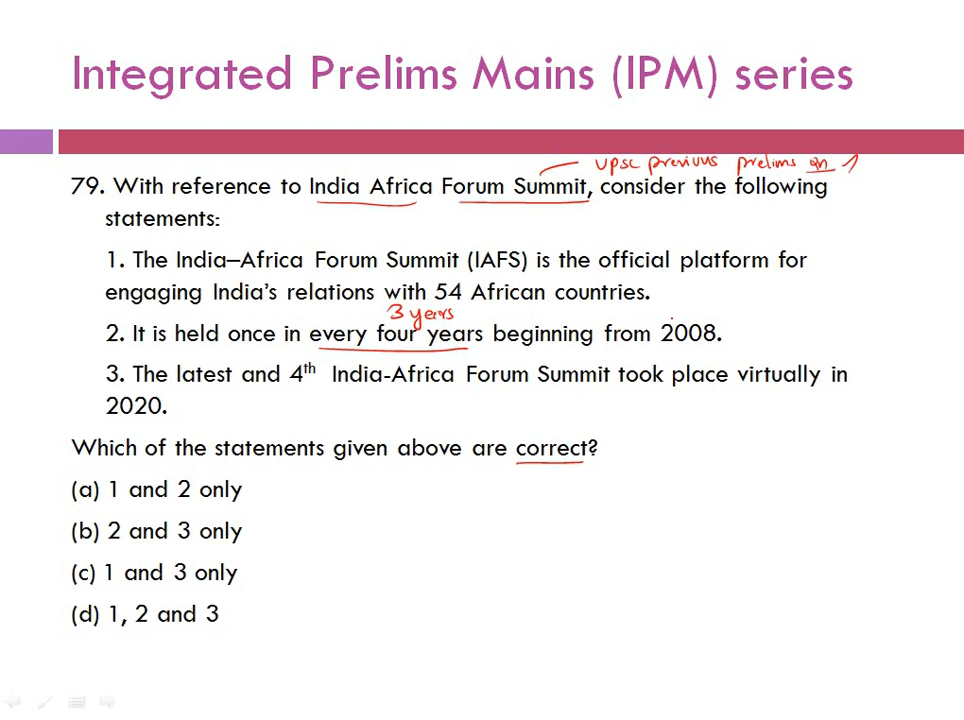 Integrated Prelims Mains (IPM) series
upsc previous prelims qn
79. With reference to India Africa Forum Summit, consider the following
statements:
1. The India–Africa Forum Summit (IAFS) is the official platform for
engaging India's relations with 54 African countries.
3 years
2. It is held once in every four years beginning from 2008.
3. The latest and 4th India-Africa Forum Summit took place virtually in
2020.
Which of the statements given above are correct?
(a) 1 and 2 only
(b) 2 and 3 only
(c) 1 and 3 only
(d) 1, 2 and 3